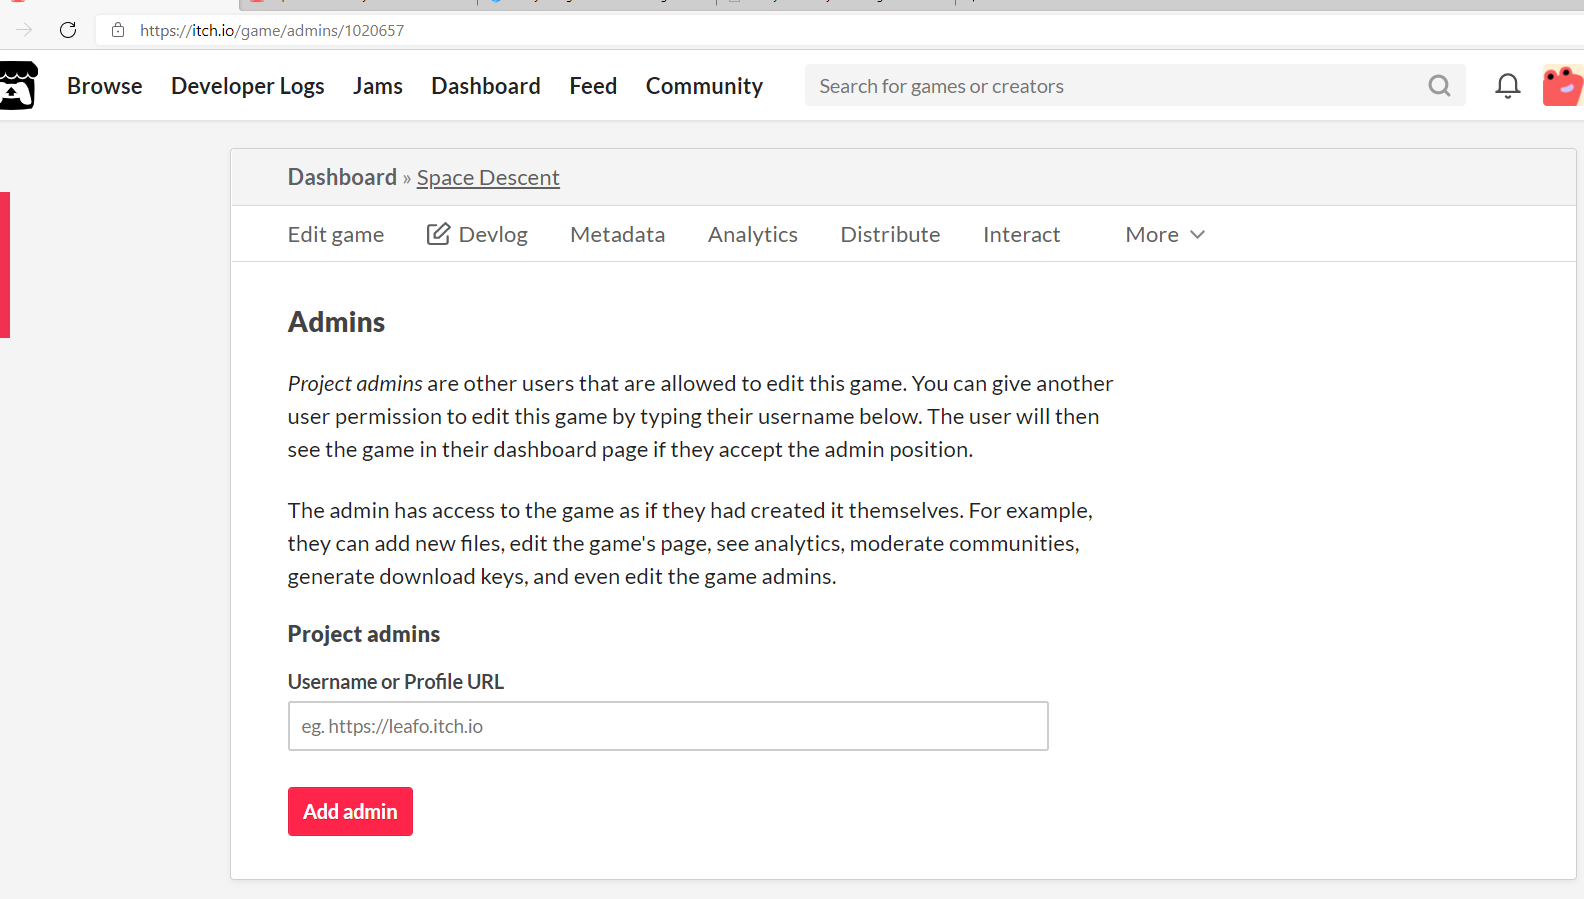 https://itch.io/game/admins/1020657
Browse Developer Logs Jams Dashboard Feed Community Search for games or creators
Dashboard » Space Descent
Edit game Devlog Metadata Analytics Distribute Interact More
Admins
Project admins are other users that are allowed to edit this game. You can give another
user permission to edit this game by typing their username below. The user will then
see the game in their dashboard page if they accept the admin position.
The admin has access to the game as if they had created it themselves. For example,
they can add new files, edit the game's page, see analytics, moderate communities,
generate download keys, and even edit the game admins.
Project admins
Username or Profile URL
eg. https://leafo.itch.io
Add admin